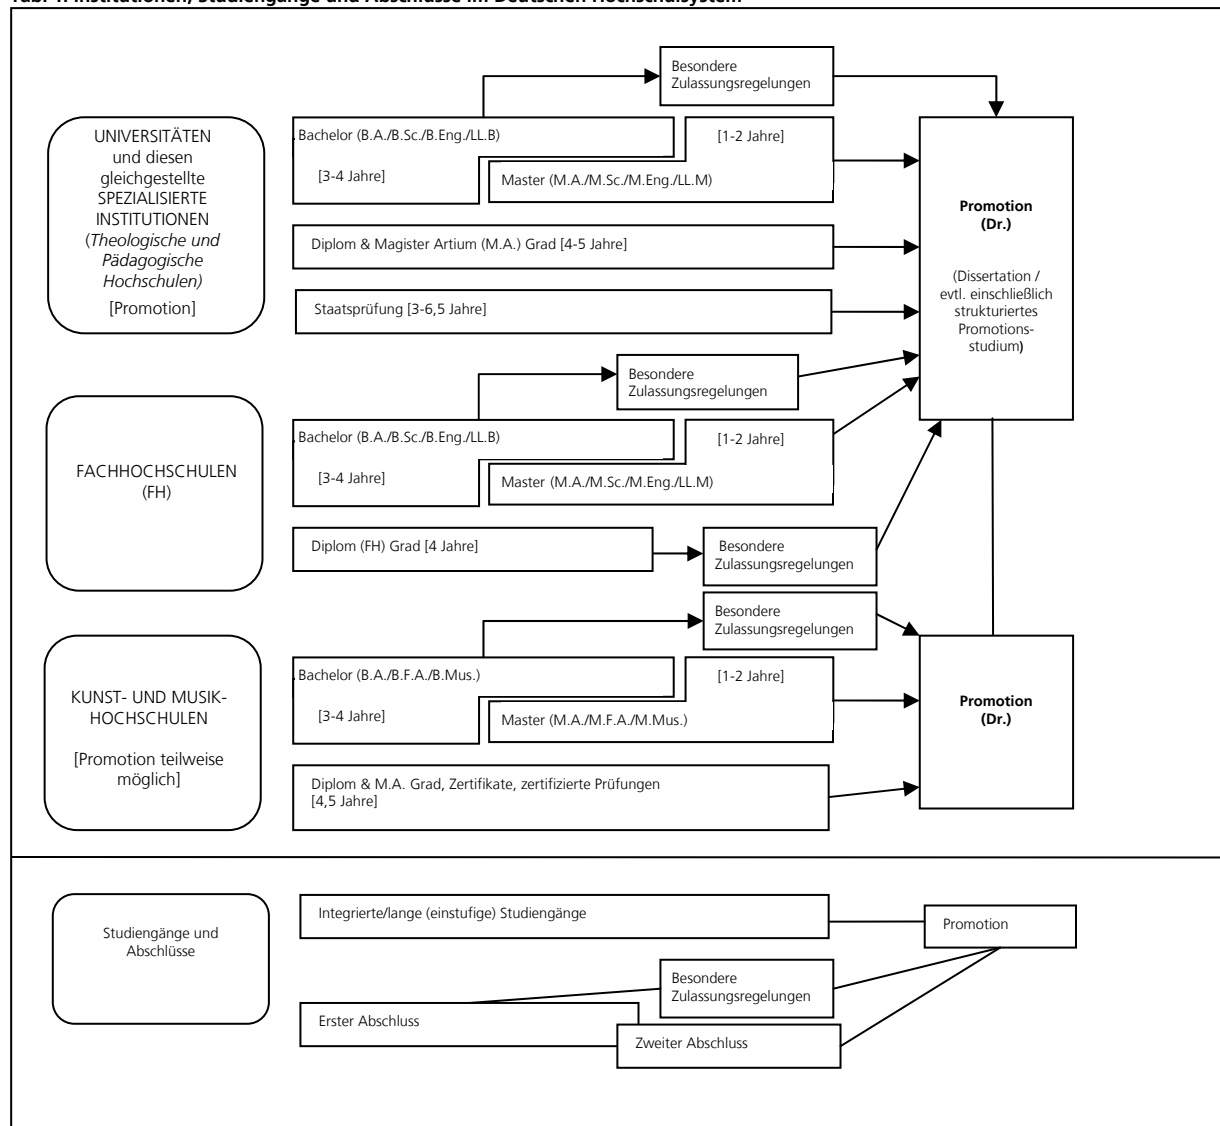 Tab. 1: Institutionen, Studiengänge und Abschlüsse im Deutschen Hochschulsystem
Besondere
Zulassungsregelungen
UNIVERSITÄTEN
und diesen
gleichgestellte
SPEZIALISIERTE
INSTITUTIONEN
(Theologische und
Pädagogische
Hochschulen)
[Promotion]
Bachelor (B.A./B.Sc./B.Eng./LL.B)
[3-4 Jahre]
[1-2 Jahre]
Master (M.A./M.Sc./M.Eng./LL.M)
Diplom & Magister Artium (M.A.) Grad [4-5 Jahre]
Staatsprüfung [3-6,5 Jahre]
Promotion
(Dr.)
(Dissertation /
evtl. einschließlich
strukturiertes
Promotions-
studium)
Besondere
Zulassungsregelungen
FACHHOCHSCHULEN
(FH)
Bachelor (B.A./B.Sc./B.Eng./LL.B)
[3-4 Jahre]
[1-2 Jahre]
Master (M.A./M.Sc./M.Eng./LL.M)
Diplom (FH) Grad [4 Jahre]
Besondere
Zulassungsregelungen
Besondere
Zulassungsregelungen
KUNST- UND MUSIK-
HOCHSCHULEN
[Promotion teilweise
möglich]
Bachelor (B.A./B.F.A./B.Mus.)
[3-4 Jahre]
[1-2 Jahre]
Master (M.A./M.F.A./M.Mus.)
Diplom & M.A. Grad, Zertifikate, zertifizierte Prüfungen
[4,5 Jahre]
Promotion
(Dr.)
Studiengänge und
Abschlüsse
Integrierte/lange (einstufige) Studiengänge
Promotion
Besondere
Zulassungsregelungen
Erster Abschluss
Zweiter Abschluss